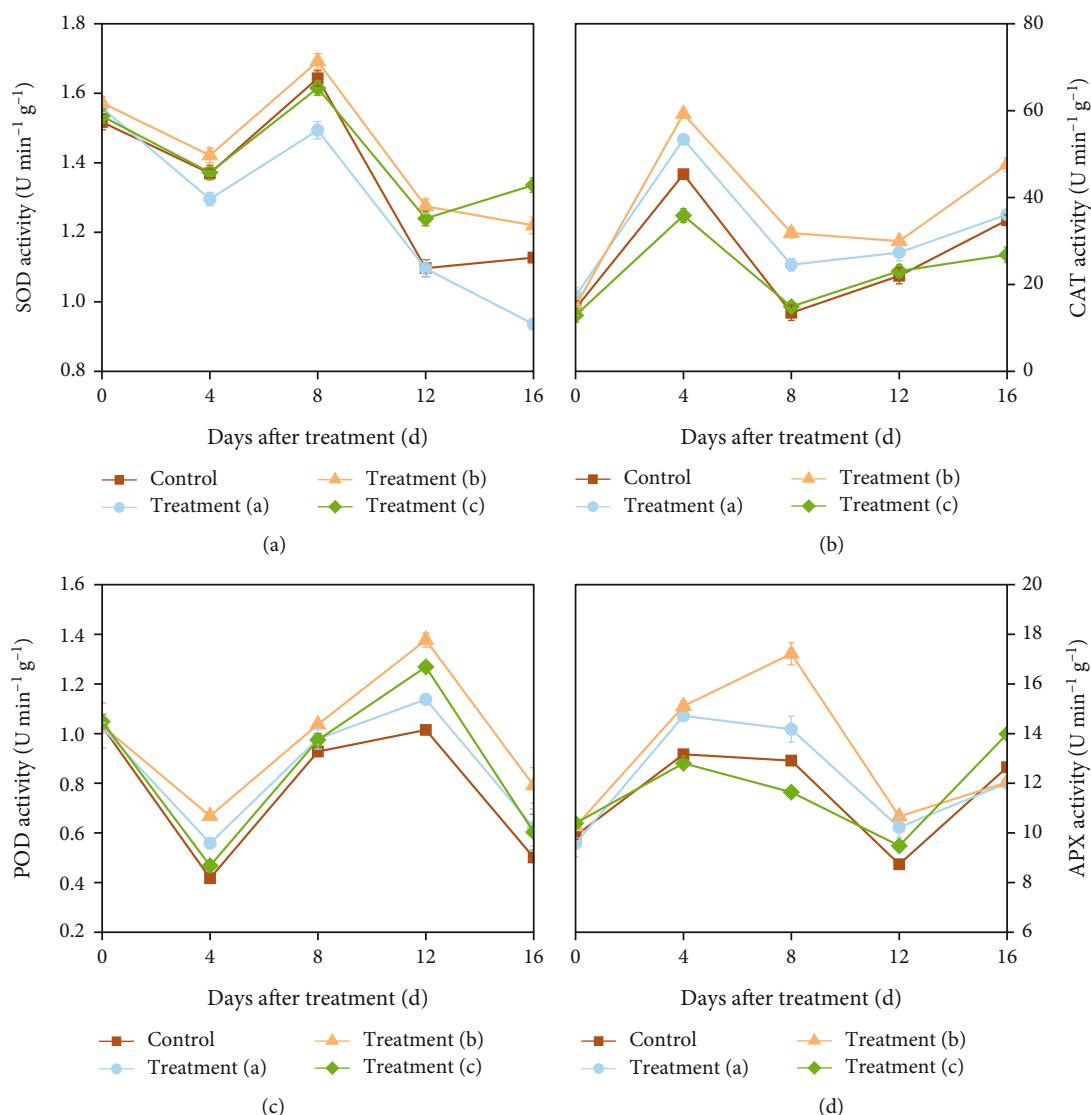 1.8
1.6
1.4
1.2
1.0
0.8
SOD activity (U min⁻¹ g⁻¹)
0 4 8 12 16
Days after treatment (d)
Control
Treatment (a)
Treatment (b)
Treatment (c)
(a)
80
60
40
20
0
CAT activity (U min⁻¹ g⁻¹)
0 4 8 12 16
Days after treatment (d)
Control
Treatment (a)
Treatment (b)
Treatment (c)
(b)
1.6
1.4
1.2
1.0
0.8
0.6
0.4
0.2
POD activity (U min⁻¹ g⁻¹)
0 4 8 12 16
Days after treatment (d)
Control
Treatment (a)
Treatment (b)
Treatment (c)
(c)
20
18
16
14
12
10
8
6
APX activity (U min⁻¹ g⁻¹)
0 4 8 12 16
Days after treatment (d)
Control
Treatment (a)
Treatment (b)
Treatment (c)
(d)